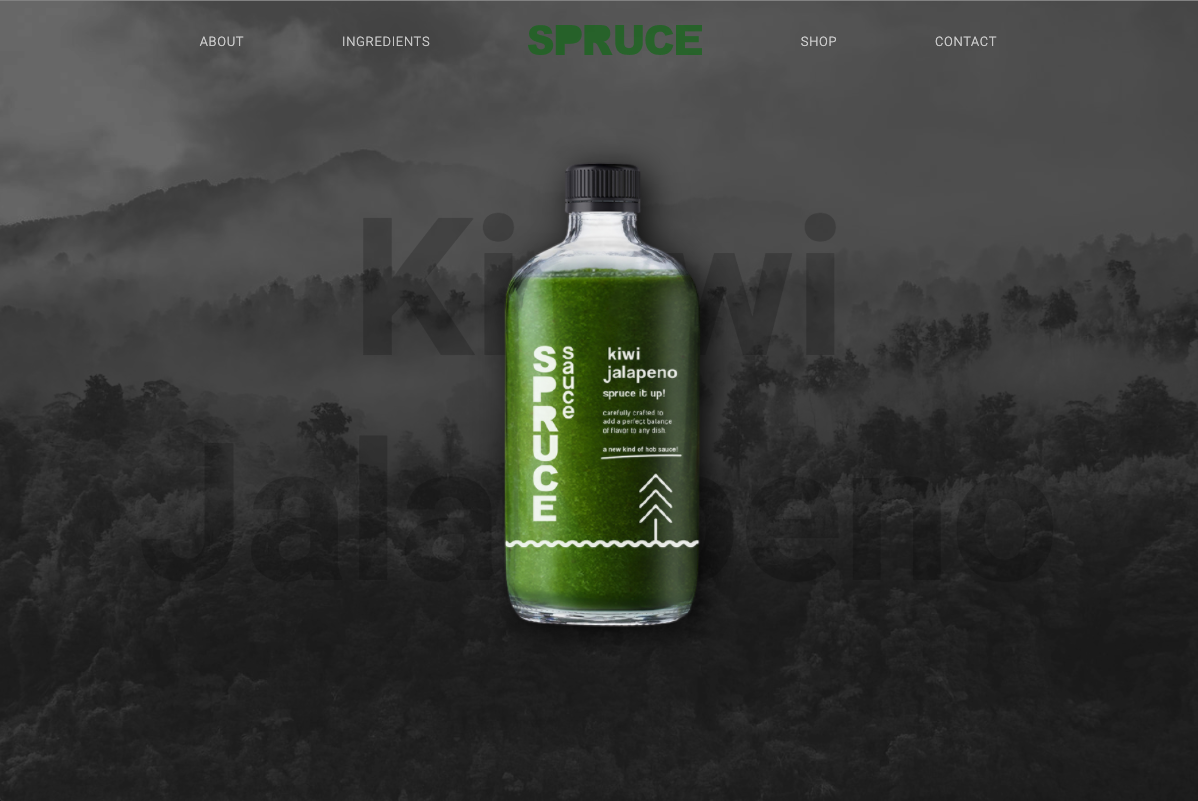 ABOUT
INGREDIENTS
SPRUCE
SHOP
CONTACT
Kiwi
Jalapeno
SPRUCE
sauce
kiwi
jalapeno
spruce it up!
carefully crafted to
add a perfect balance
of flavor to any dish.
a new kind of hob sauce!